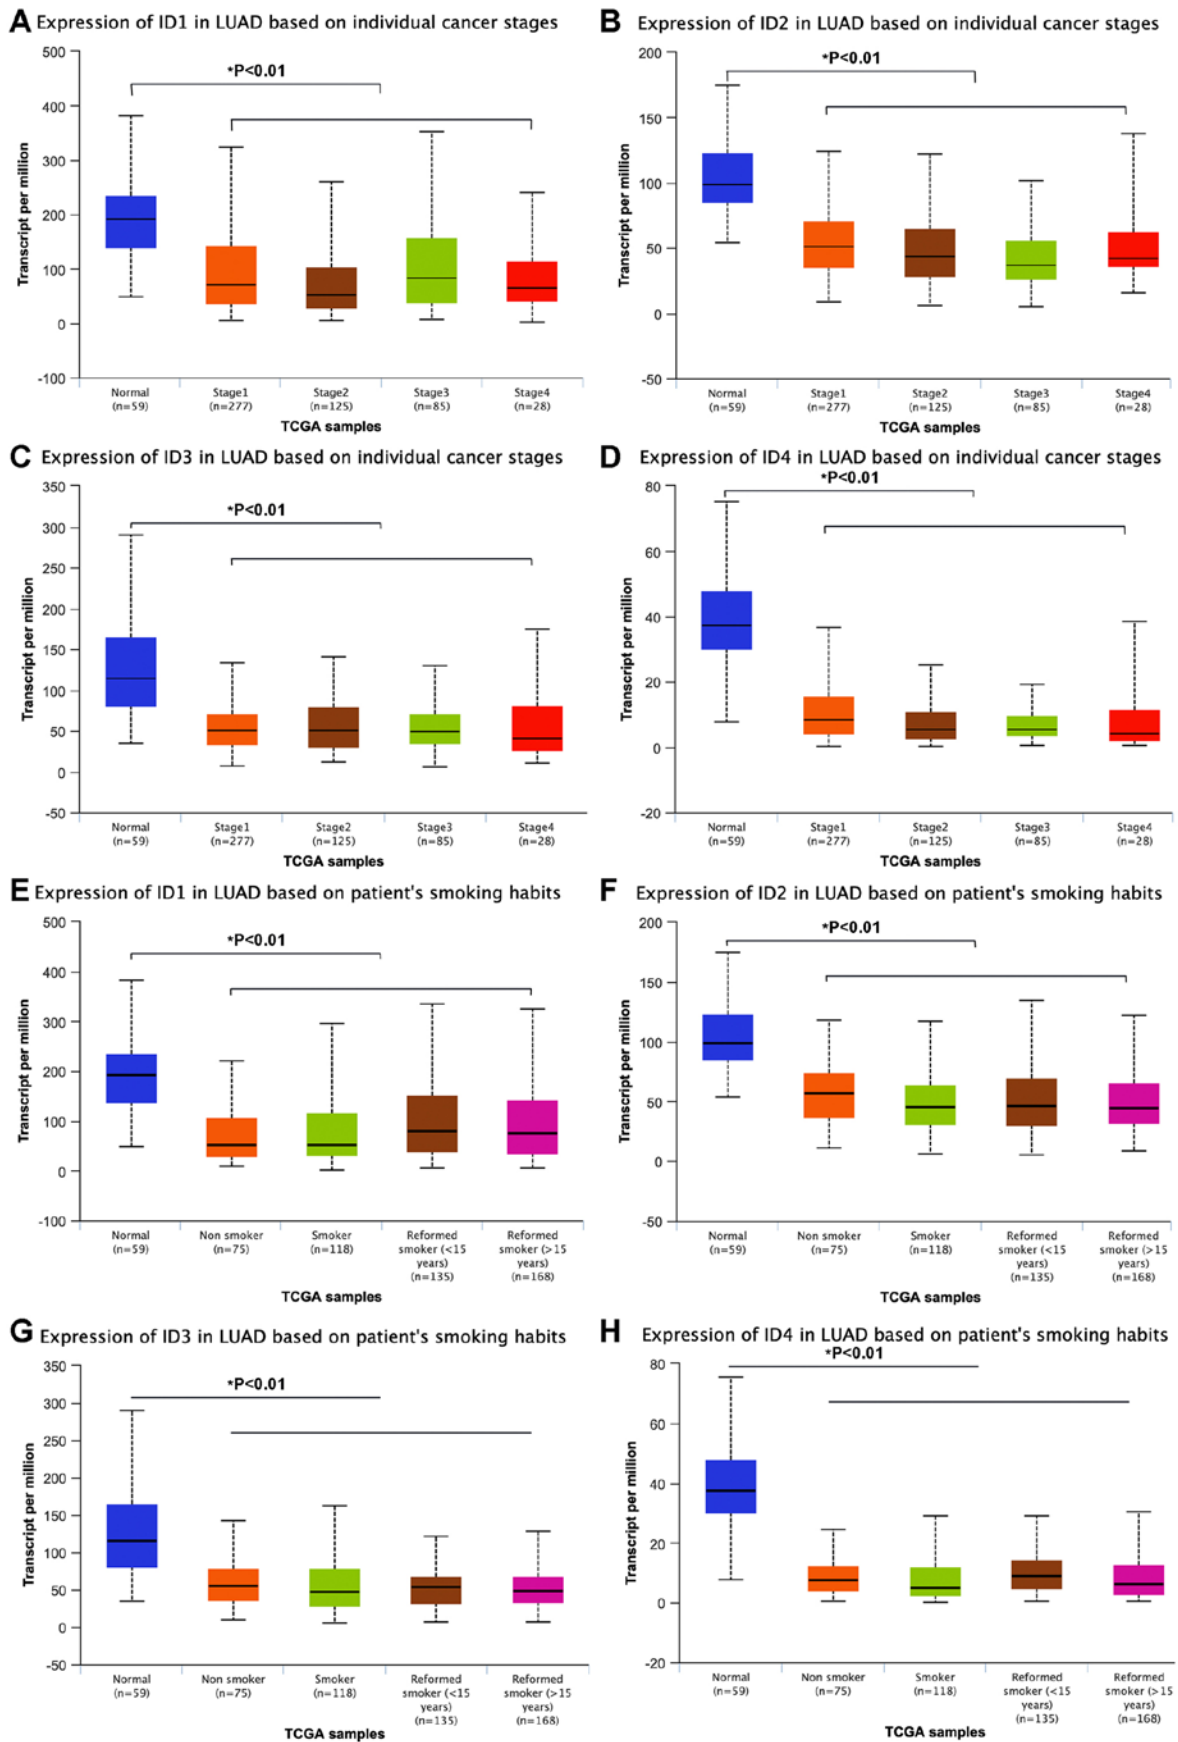 A Expression of ID1 in LUAD based on individual cancer stages
*P<0.01
Transcript per million
500
400
300
200
100
0
-100
Normal (n=59)
Stage1 (n=277)
Stage2 (n=125)
Stage3 (n=85)
Stage4 (n=28)
TCGA samples
B Expression of ID2 in LUAD based on individual cancer stages
*P<0.01
Transcript per million
200
150
100
50
0
-50
Normal (n=59)
Stage1 (n=277)
Stage2 (n=125)
Stage3 (n=85)
Stage4 (n=28)
TCGA samples
C Expression of ID3 in LUAD based on individual cancer stages
*P<0.01
Transcript per million
350
300
250
200
150
100
50
0
-50
Normal (n=59)
Stage1 (n=277)
Stage2 (n=125)
Stage3 (n=85)
Stage4 (n=28)
TCGA samples
D Expression of ID4 in LUAD based on individual cancer stages
*P<0.01
Transcript per million
80
60
40
20
0
-20
Normal (n=59)
Stage1 (n=277)
Stage2 (n=125)
Stage3 (n=85)
Stage4 (n=28)
TCGA samples
E Expression of ID1 in LUAD based on patient's smoking habits
*P<0.01
Transcript per million
500
400
300
200
100
0
-100
Normal (n=59)
Non smoker (n=75)
Smoker (n=118)
Reformed smoker (<15 years) (n=135)
Reformed smoker (>15 years) (n=168)
TCGA samples
F Expression of ID2 in LUAD based on patient's smoking habits
*P<0.01
Transcript per million
200
150
100
50
0
-50
Normal (n=59)
Non smoker (n=75)
Smoker (n=118)
Reformed smoker (<15 years) (n=135)
Reformed smoker (>15 years) (n=168)
TCGA samples
G Expression of ID3 in LUAD based on patient's smoking habits
*P<0.01
Transcript per million
350
300
250
200
150
100
50
0
-50
Normal (n=59)
Non smoker (n=75)
Smoker (n=118)
Reformed smoker (<15 years) (n=135)
Reformed smoker (>15 years) (n=168)
TCGA samples
H Expression of ID4 in LUAD based on patient's smoking habits
*P<0.01
Transcript per million
80
60
40
20
0
-20
Normal (n=59)
Non smoker (n=75)
Smoker (n=118)
Reformed smoker (<15 years) (n=135)
Reformed smoker (>15 years) (n=168)
TCGA samples